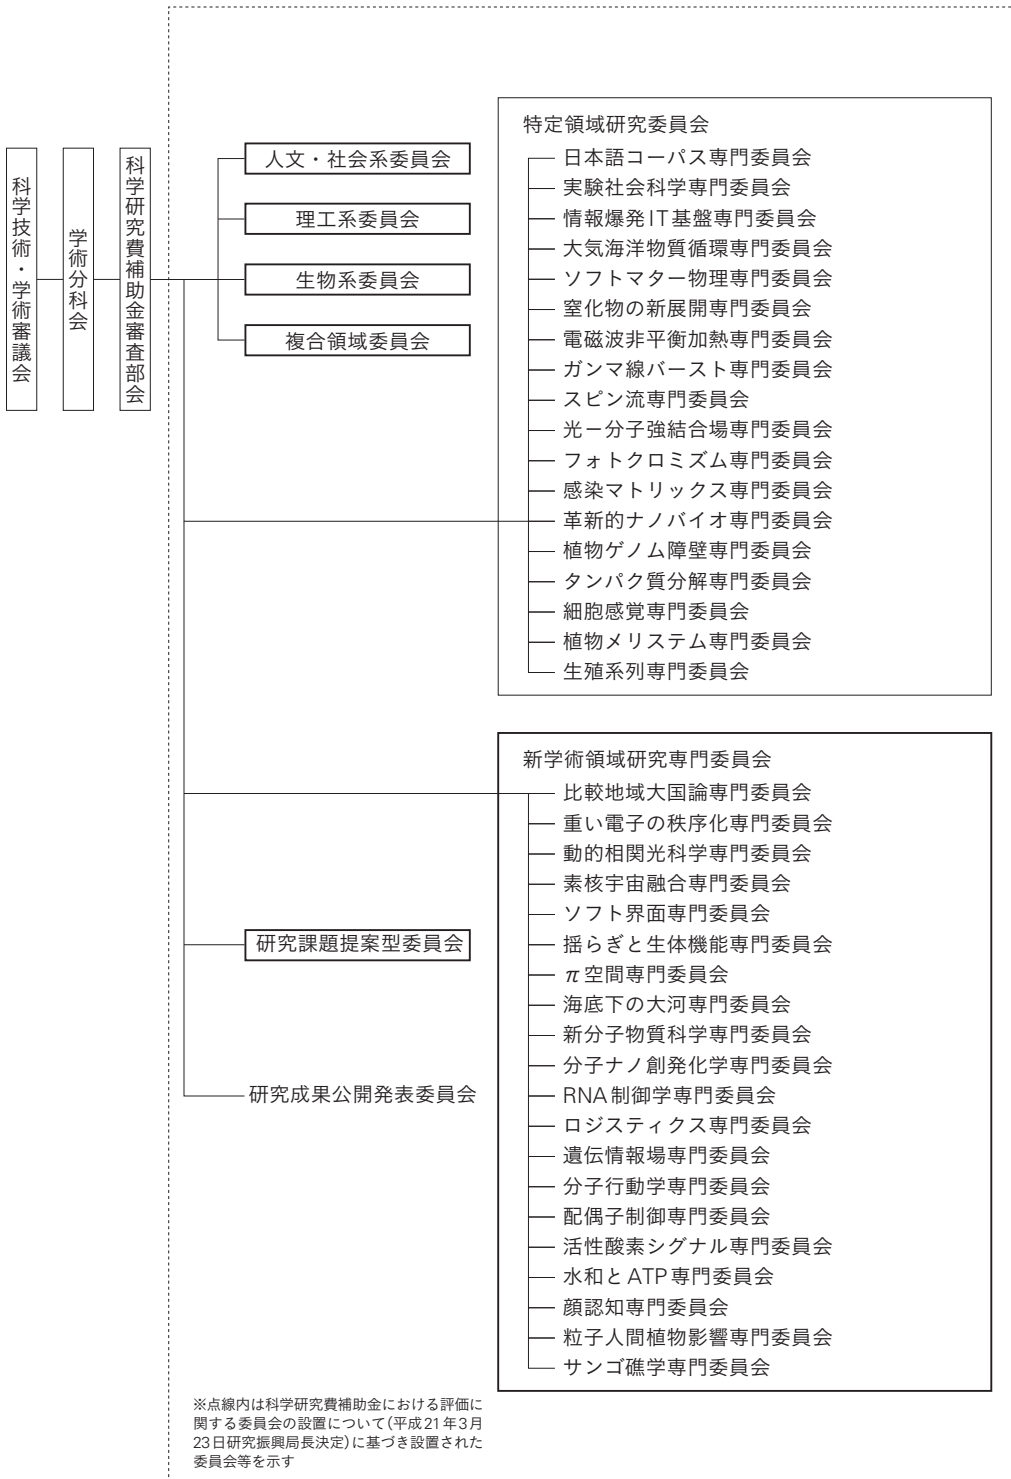 科学技術・学術審議会
学術分科会
科学研究費補助金審査部会
人文・社会系委員会
理工系委員会
生物系委員会
複合領域委員会
特定領域研究委員会
日本語コーパス専門委員会
実験社会科学専門委員会
情報爆発IT基盤専門委員会
大気海洋物質循環専門委員会
ソフトマター物理専門委員会
窒化物の新展開専門委員会
電磁波非平衡加熱専門委員会
ガンマ線バースト専門委員会
スピン流専門委員会
光－分子強結合場専門委員会
フォトクロミズム専門委員会
感染マトリックス専門委員会
革新的ナノバイオ専門委員会
植物ゲノム障壁専門委員会
タンパク質分解専門委員会
細胞感覚専門委員会
植物メリステム専門委員会
生殖系列専門委員会
新学術領域研究専門委員会
比較地域大国論専門委員会
重い電子の秩序化専門委員会
動的相関光科学専門委員会
素核宇宙融合専門委員会
ソフト界面専門委員会
揺らぎと生体機能専門委員会
π空間専門委員会
海底下の大河専門委員会
新分子物質科学専門委員会
分子ナノ創発化学専門委員会
RNA制御学専門委員会
ロジスティクス専門委員会
遺伝情報場専門委員会
分子行動学専門委員会
配偶子制御専門委員会
活性酸素シグナル専門委員会
水和とATP専門委員会
顔認知専門委員会
粒子人間植物影響専門委員会
サンゴ礁学専門委員会
研究課題提案型委員会
研究成果公開発表委員会
※点線内は科学研究費補助金における評価に
関する委員会の設置について(平成21年3月
23日研究振興局長決定)に基づき設置された
委員会等を示す